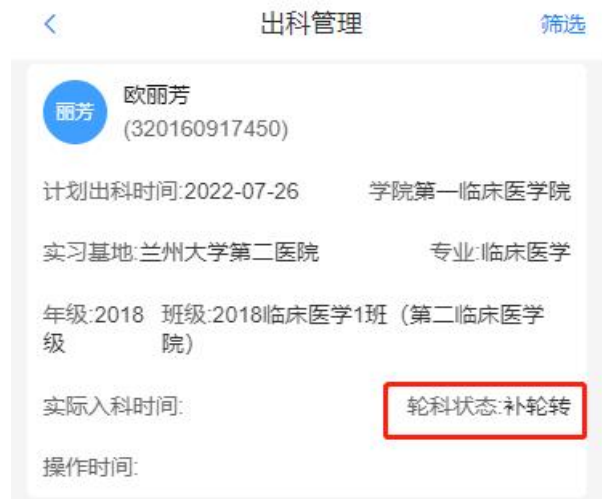 出科管理 筛选
丽芳 欧丽芳
(320160917450)
计划出科时间:2022-07-26 学院第一临床医学院
实习基地:兰州大学第二医院 专业:临床医学
年级:2018级 班级:2018临床医学1班（第二临床医学院）
实际入科时间: 轮科状态:补轮转
操作时间: